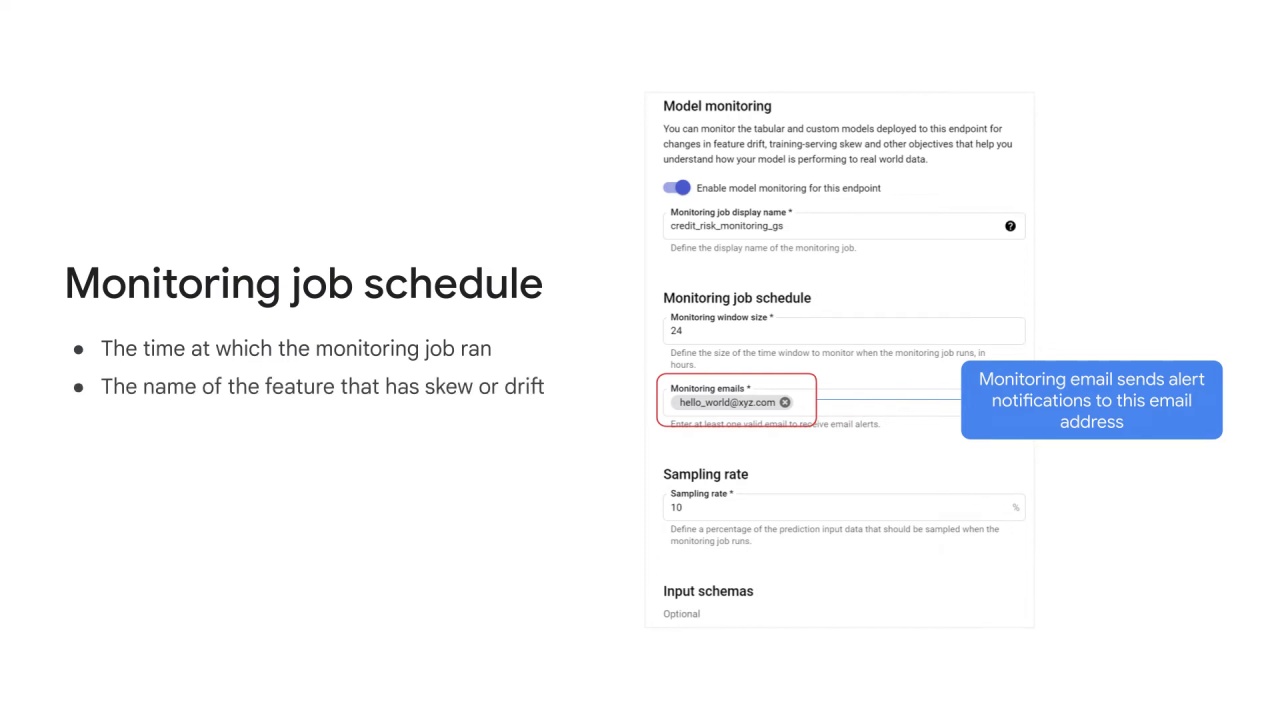 Monitoring job schedule
● The time at which the monitoring job ran
● The name of the feature that has skew or drift
Model monitoring
You can monitor the tabular and custom models deployed to this endpoint for
changes in feature drift, training-serving skew and other objectives that help you
understand how your model is performing to real world data.
Enable model monitoring for this endpoint
Monitoring job display name *
credit_risk_monitoring_gs
?
Define the display name of the monitoring job.
Monitoring job schedule
Monitoring window size *
24
Define the size of the time window to monitor when the monitoring job runs, in
hours.
Monitoring emails *
hello_world@xyz.com
Enter at least one valid email to receive email alerts.
Monitoring email sends alert
notifications to this email
address
Sampling rate
Sampling rate *
10
%
Define a percentage of the prediction input data that should be sampled when the
monitoring job runs.
Input schemas
Optional